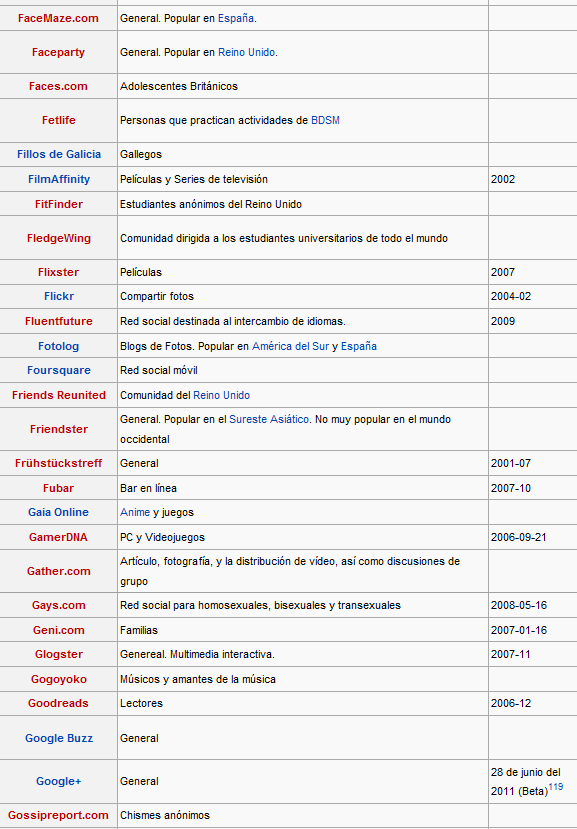 FaceMaze.com General. Popular en España.
Faceparty General. Popular en Reino Unido.
Faces.com Adolescentes Británicos
Fetlife Personas que practican actividades de BDSM
Fillos de Galicia Gallegos
FilmAffinity Películas y Series de televisión 2002
FitFinder Estudiantes anónimos del Reino Unido
FledgeWing Comunidad dirigida a los estudiantes universitarios de todo el mundo
Flixster Películas 2007
Flickr Compartir fotos 2004-02
Fluentfuture Red social destinada al intercambio de idiomas. 2009
Fotolog Blogs de Fotos. Popular en América del Sur y España
Foursquare Red social móvil
Friends Reunited Comunidad del Reino Unido
Friendster General. Popular en el Sureste Asiático. No muy popular en el mundo
occidental
Frühstückstreff General 2001-07
Fubar Bar en línea 2007-10
Gaia Online Anime y juegos
GamerDNA PC y Videojuegos 2006-09-21
Gather.com Artículo, fotografía, y la distribución de vídeo, así como discusiones de
grupo
Gays.com Red social para homosexuales, bisexuales y transexuales 2008-05-16
Geni.com Familias 2007-01-16
Glogster Genereal. Multimedia interactiva. 2007-11
Gogoyoko Músicos y amantes de la música
Goodreads Lectores 2006-12
Google Buzz General
Google+ General 28 de junio del
2011 (Beta)119
Gossipreport.com Chismes anónimos